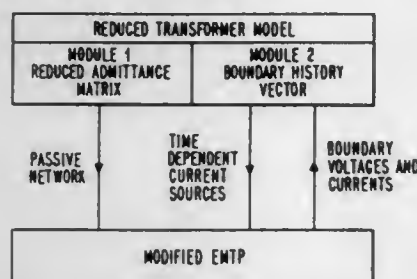 REDUCED TRANSFORMER MODEL
MODULE 1
REDUCED ADMITTANCE
MATRIX
MODULE 2
BOUNDARY HISTORY
VECTOR
PASSIVE
NETWORK
TIME
DEPENDENT
CURRENT
SOURCES
BOUNDARY
VOLTAGES AND
CURRENTS
MODIFIED EMTP